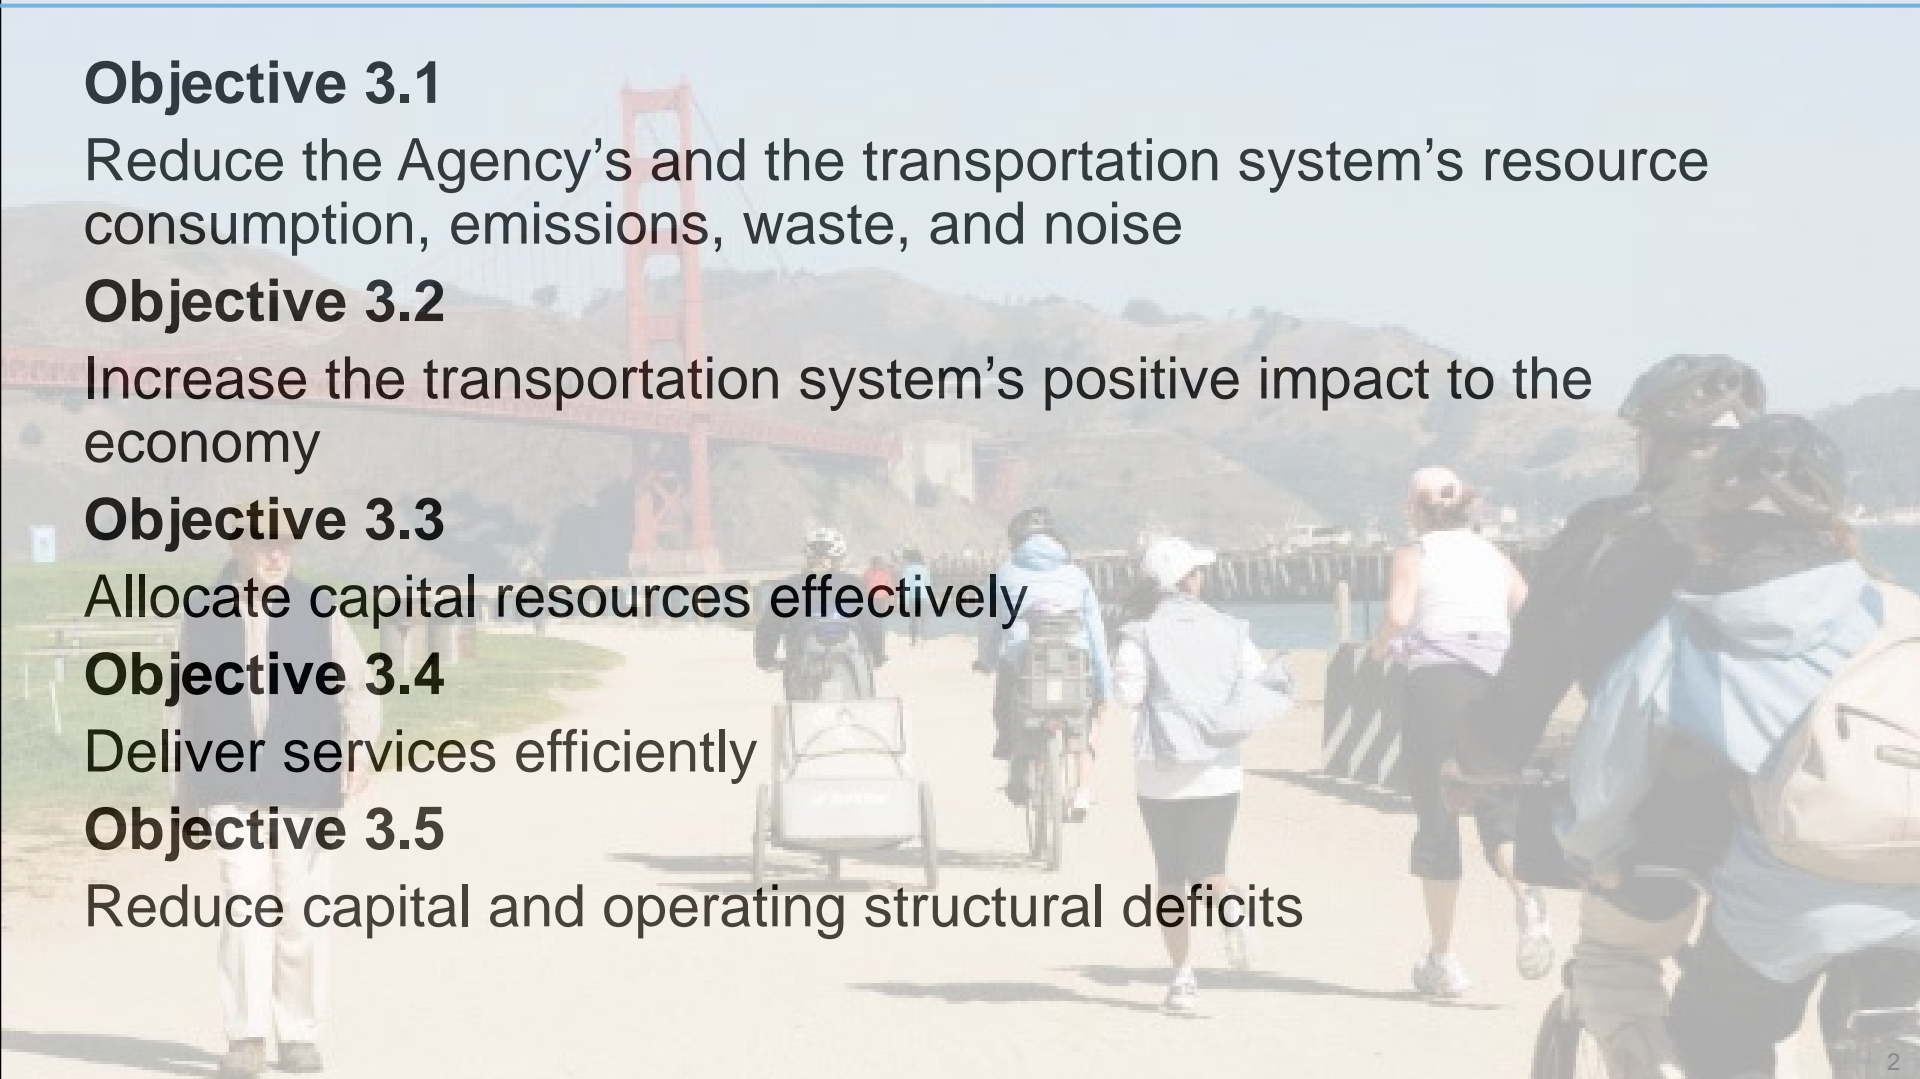 Objective 3.1
Reduce the Agency’s and the transportation system’s resource
consumption, emissions, waste, and noise
Objective 3.2
Increase the transportation system’s positive impact to the
economy
Objective 3.3
Allocate capital resources effectively
Objective 3.4
Deliver services efficiently
Objective 3.5
Reduce capital and operating structural deficits
2